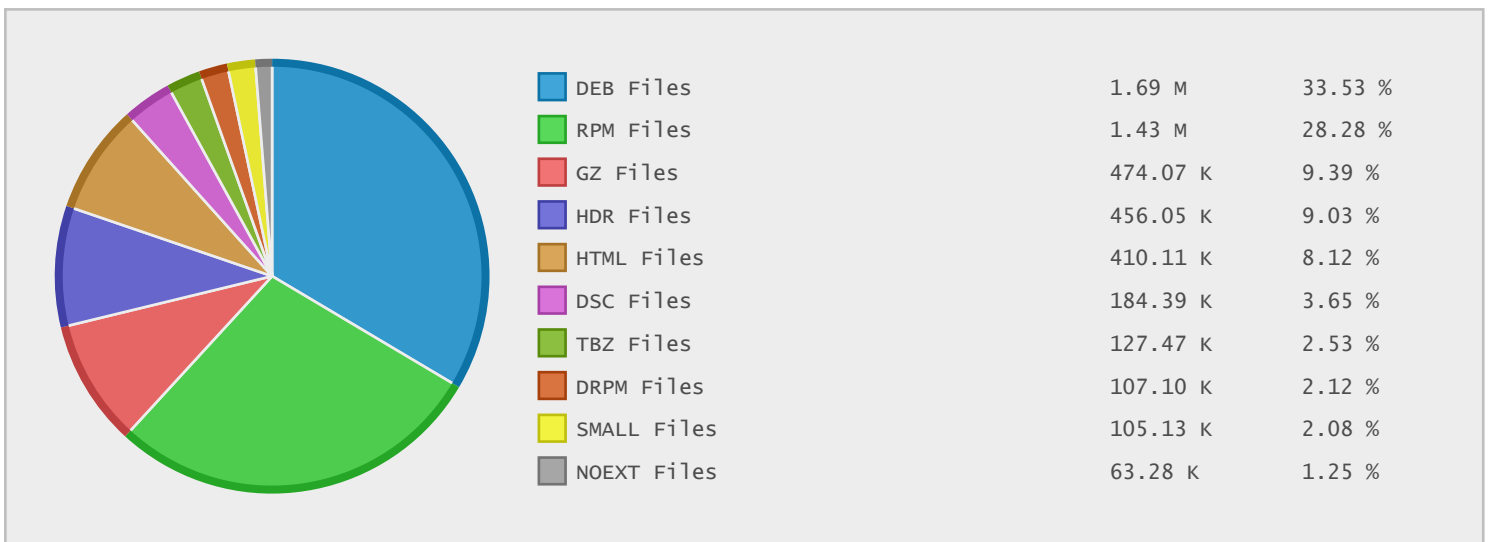 DEB Files 1.69 M 33.53 %
RPM Files 1.43 M 28.28 %
GZ Files 474.07 K 9.39 %
HDR Files 456.05 K 9.03 %
HTML Files 410.11 K 8.12 %
DSC Files 184.39 K 3.65 %
TBZ Files 127.47 K 2.53 %
DRPM Files 107.10 K 2.12 %
SMALL Files 105.13 K 2.08 %
NOEXT Files 63.28 K 1.25 %